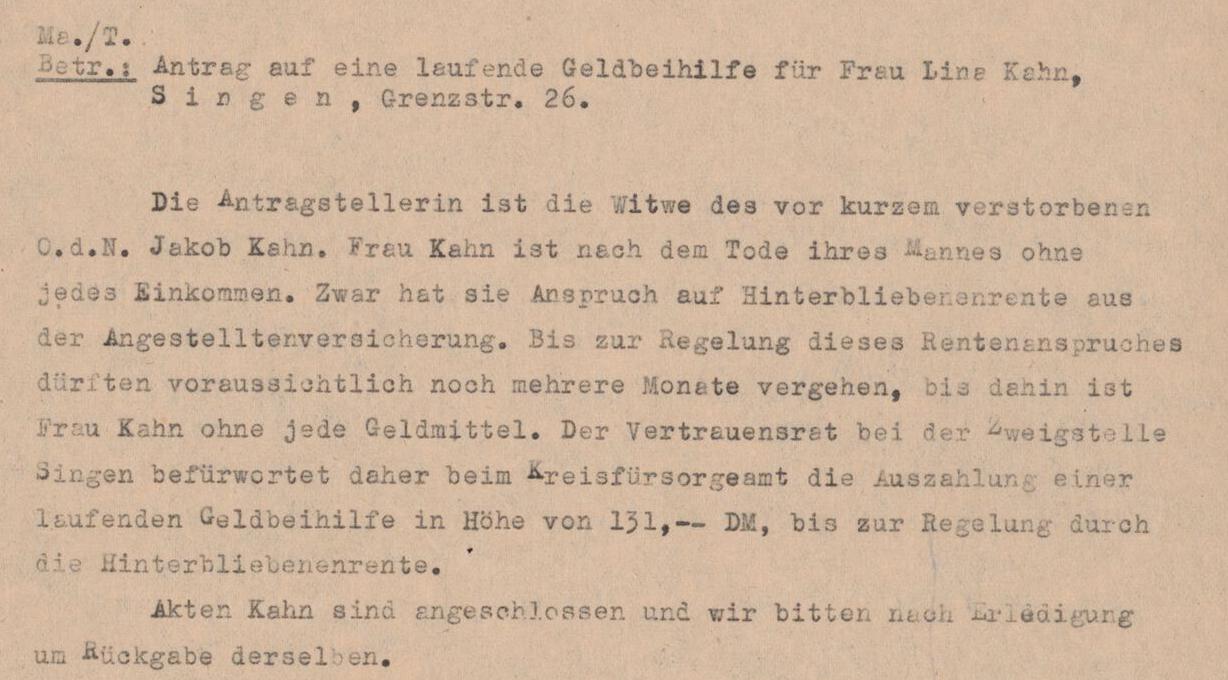 Ma./T.
Betr.: Antrag auf eine laufende Geldbeihilfe für Frau Lina Kahn,
S i n g e n , Grenzstr. 26.
Die Antragstellerin ist die Witwe des vor kurzem verstorbenen
O.d.N. Jakob Kahn. Frau Kahn ist nach dem Tode ihres Mannes ohne
jedes Einkommen. Zwar hat sie Anspruch auf Hinterbliebenenrente aus
der Angestelltenversicherung. Bis zur Regelung dieses Rentenanspruches
dürften voraussichtlich noch mehrere Monate vergehen, bis dahin ist
Frau Kahn ohne jede Geldmittel. Der Vertrauensrat bei der Zweigstelle
Singen befürwortet daher beim Kreisfürsorgeamt die Auszahlung einer
laufenden Geldbeihilfe in Höhe von 131,-- DM, bis zur Regelung durch
die Hinterbliebenenrente.
Akten Kahn sind angeschlossen und wir bitten nach Erledigung
um Rückgabe derselben.